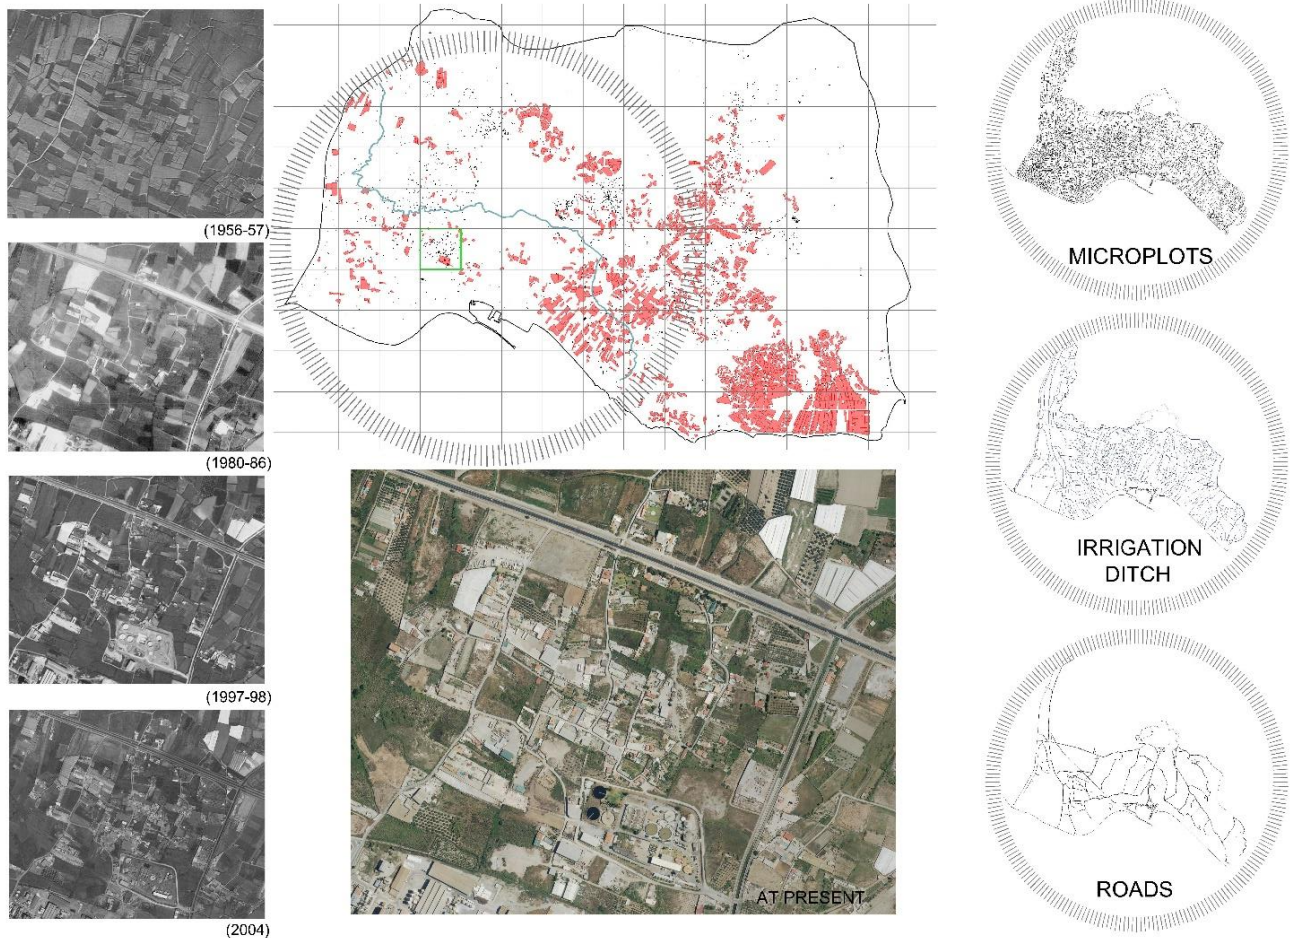 (1956-57)
(1980-86)
(1997-98)
(2004)
AT PRESENT
MICROPLOTS
IRRIGATION
DITCH
ROADS